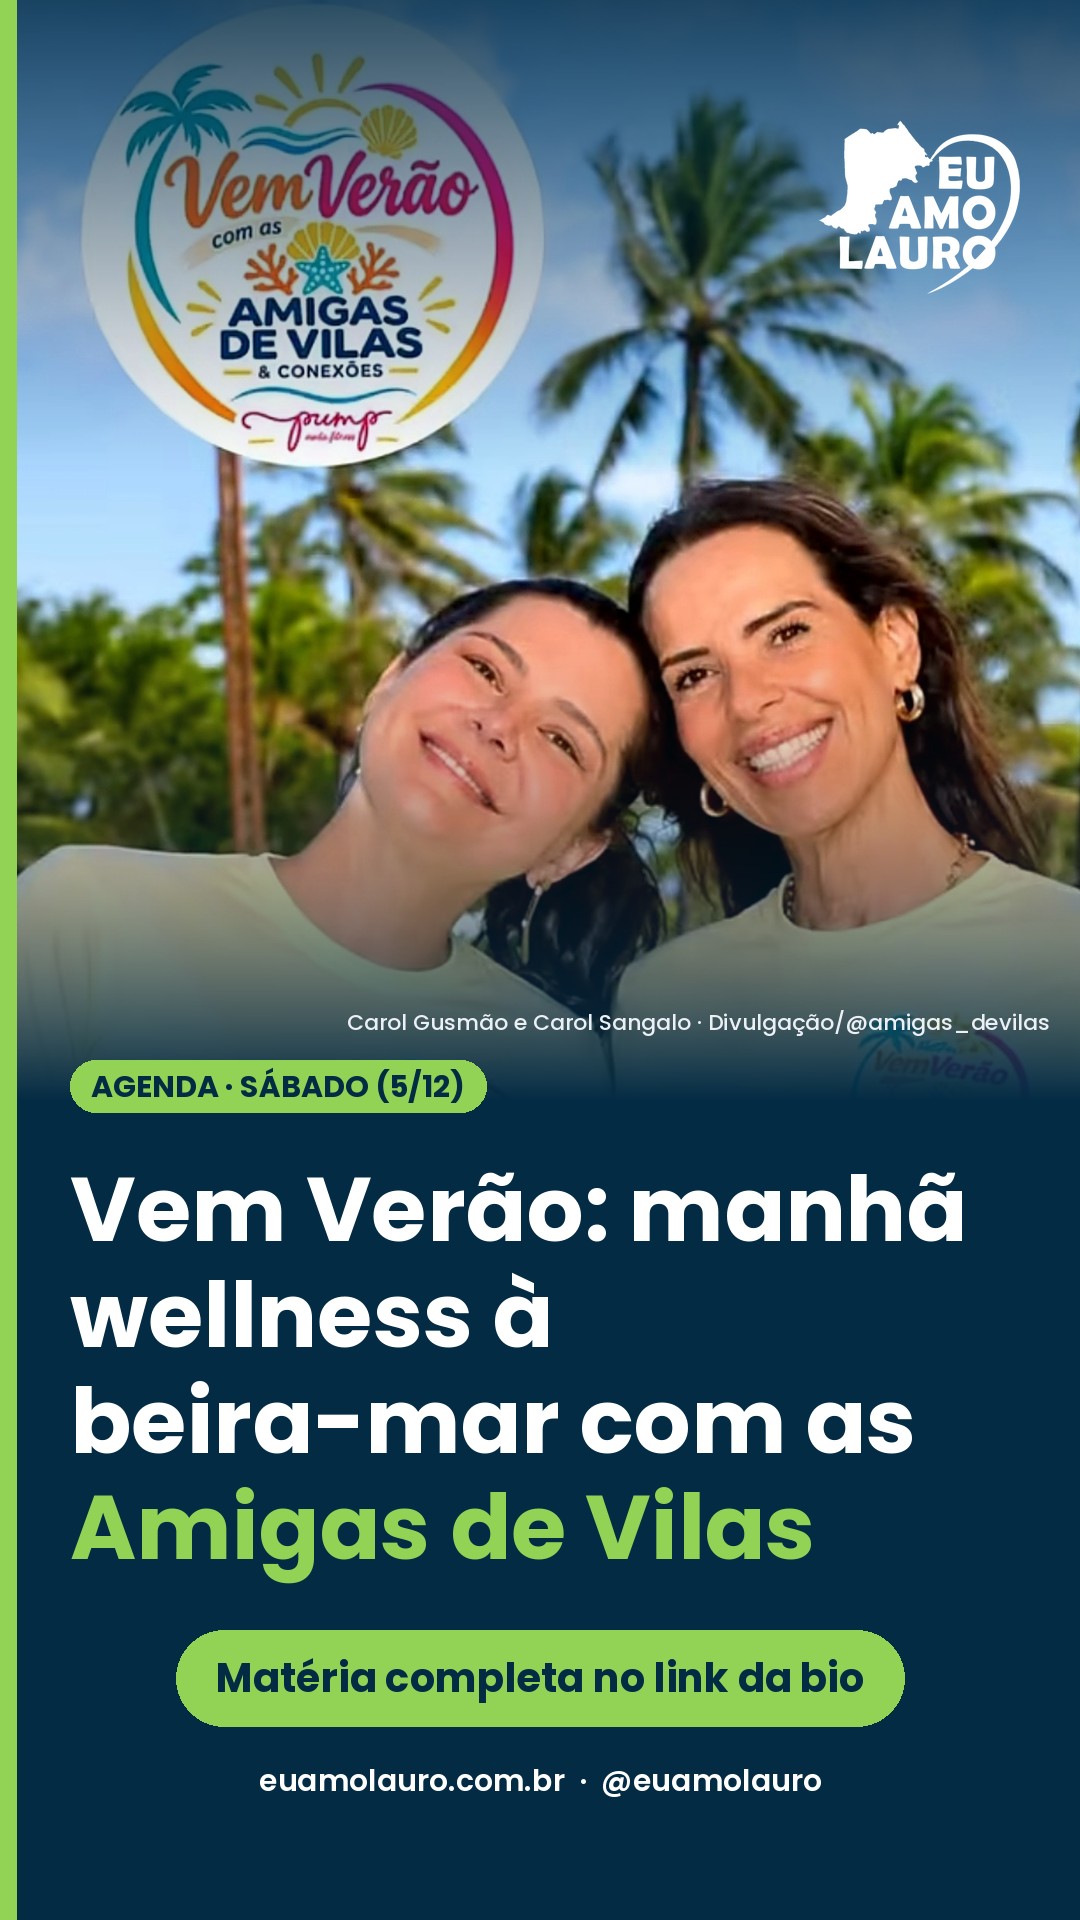 Vem Verão
com as
AMIGAS
DE VILAS
& CONEXÕES
pump
EU
AMO
LAURO
Carol Gusmão e Carol Sangalo · Divulgação/@amigas_devilas
VemVerão
AGENDA · SÁBADO (5/12)
Vem Verão: manhã
wellness à
beira-mar com as
Amigas de Vilas
Matéria completa no link da bio
euamolauro.com.br · @euamolauro